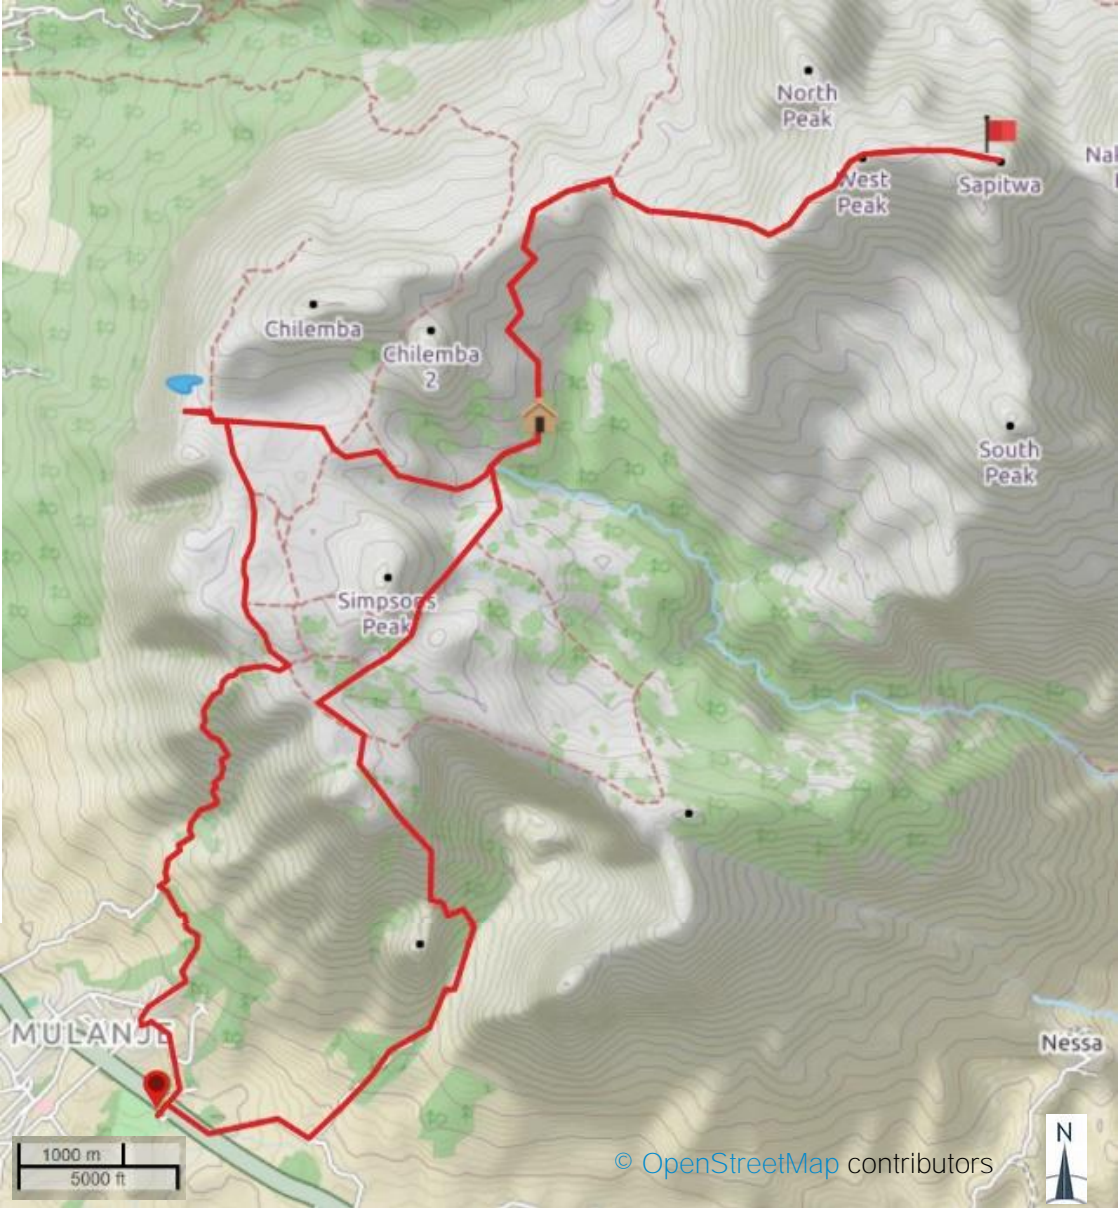 North
Peak
West
Peak
Sapitwa
Nal
Chilemba
Chilemba
2
South
Peak
Simpsons
Peak
MULANJE
Nessa
1000 m
5000 ft
© OpenStreetMap contributors
N